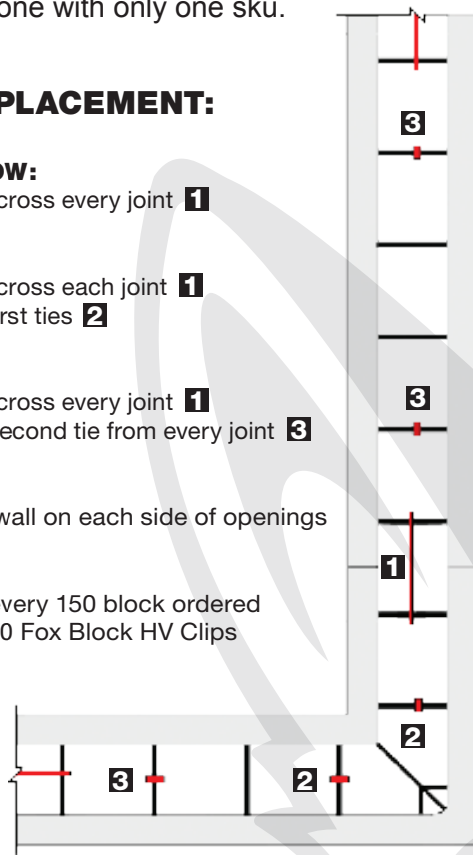 one with only one sku.
PLACEMENT:
ow:
cross every joint 1
cross each joint 1
rst ties 2
cross every joint 1
second tie from every joint 3
wall on each side of openings
every 150 block ordered
0 Fox Block HV Clips
3
3
1
2
3 2